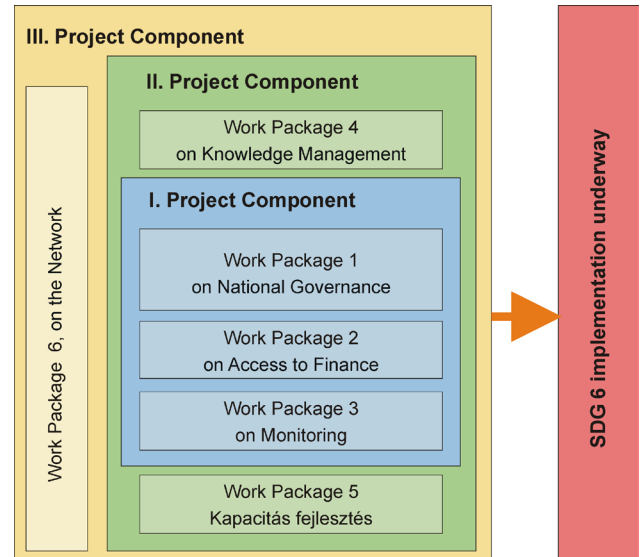 III. Project Component
II. Project Component
Work Package 4
on Knowledge Management
I. Project Component
Work Package 1
on National Governance
Work Package 2
on Access to Finance
Work Package 3
on Monitoring
Work Package 5
Kapacitás fejlesztés
Work Package 6, on the Network
SDG 6 implementation underway